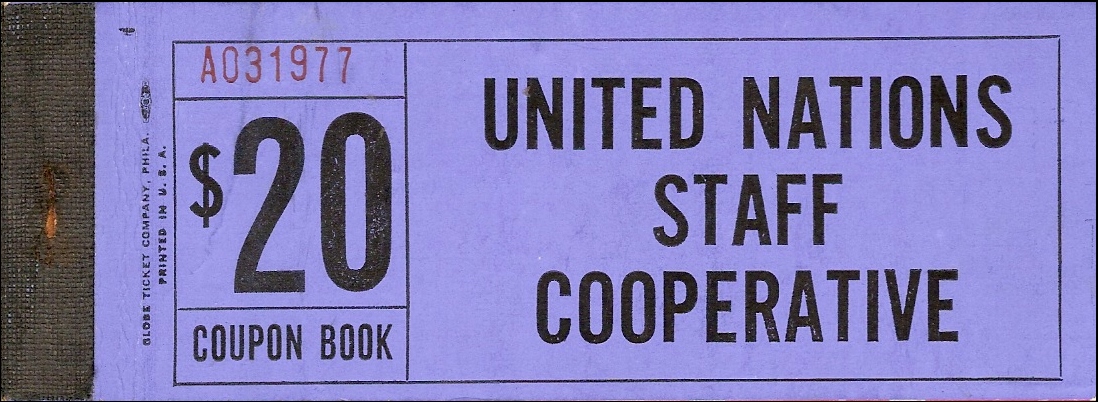 A031977
$20
COUPON BOOK
UNITED NATIONS
STAFF
COOPERATIVE
GLOBE TICKET COMPANY, PHILA.
PRINTED IN U. S. A.